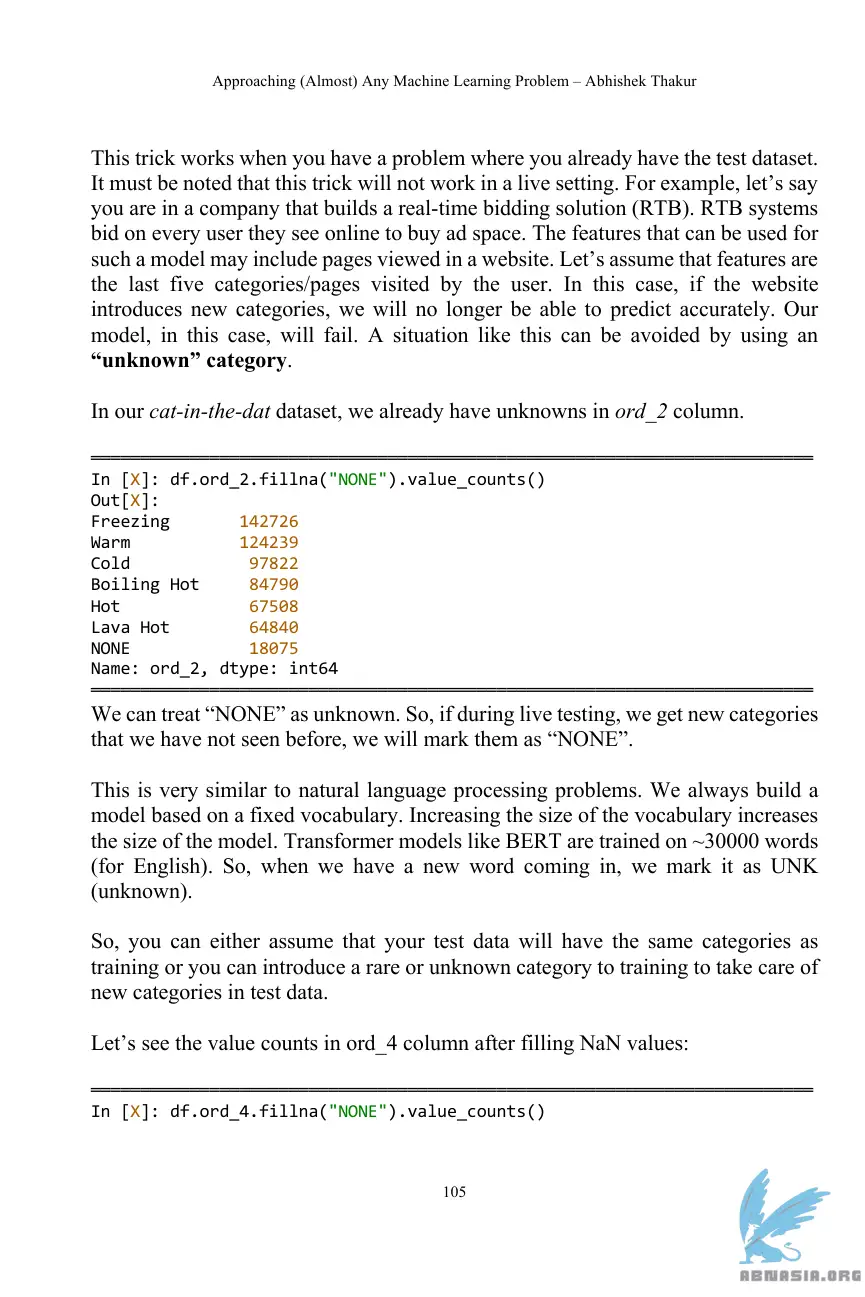 Approaching (Almost) Any Machine Learning Problem – Abhishek Thakur
This trick works when you have a problem where you already have the test dataset.
It must be noted that this trick will not work in a live setting. For example, let’s say
you are in a company that builds a real-time bidding solution (RTB). RTB systems
bid on every user they see online to buy ad space. The features that can be used for
such a model may include pages viewed in a website. Let’s assume that features are
the last five categories/pages visited by the user. In this case, if the website
introduces new categories, we will no longer be able to predict accurately. Our
model, in this case, will fail. A situation like this can be avoided by using an
“unknown” category.
In our cat-in-the-dat dataset, we already have unknowns in ord_2 column.
In [X]: df.ord_2.fillna("NONE").value_counts()
Out[X]:
Freezing 142726
Warm 124239
Cold 97822
Boiling Hot 84790
Hot 67508
Lava Hot 64840
NONE 18075
Name: ord_2, dtype: int64
We can treat “NONE” as unknown. So, if during live testing, we get new categories
that we have not seen before, we will mark them as “NONE”.
This is very similar to natural language processing problems. We always build a
model based on a fixed vocabulary. Increasing the size of the vocabulary increases
the size of the model. Transformer models like BERT are trained on ~30000 words
(for English). So, when we have a new word coming in, we mark it as UNK
(unknown).
So, you can either assume that your test data will have the same categories as
training or you can introduce a rare or unknown category to training to take care of
new categories in test data.
Let’s see the value counts in ord_4 column after filling NaN values:
In [X]: df.ord_4.fillna("NONE").value_counts()
105
ABNASIA.ORG